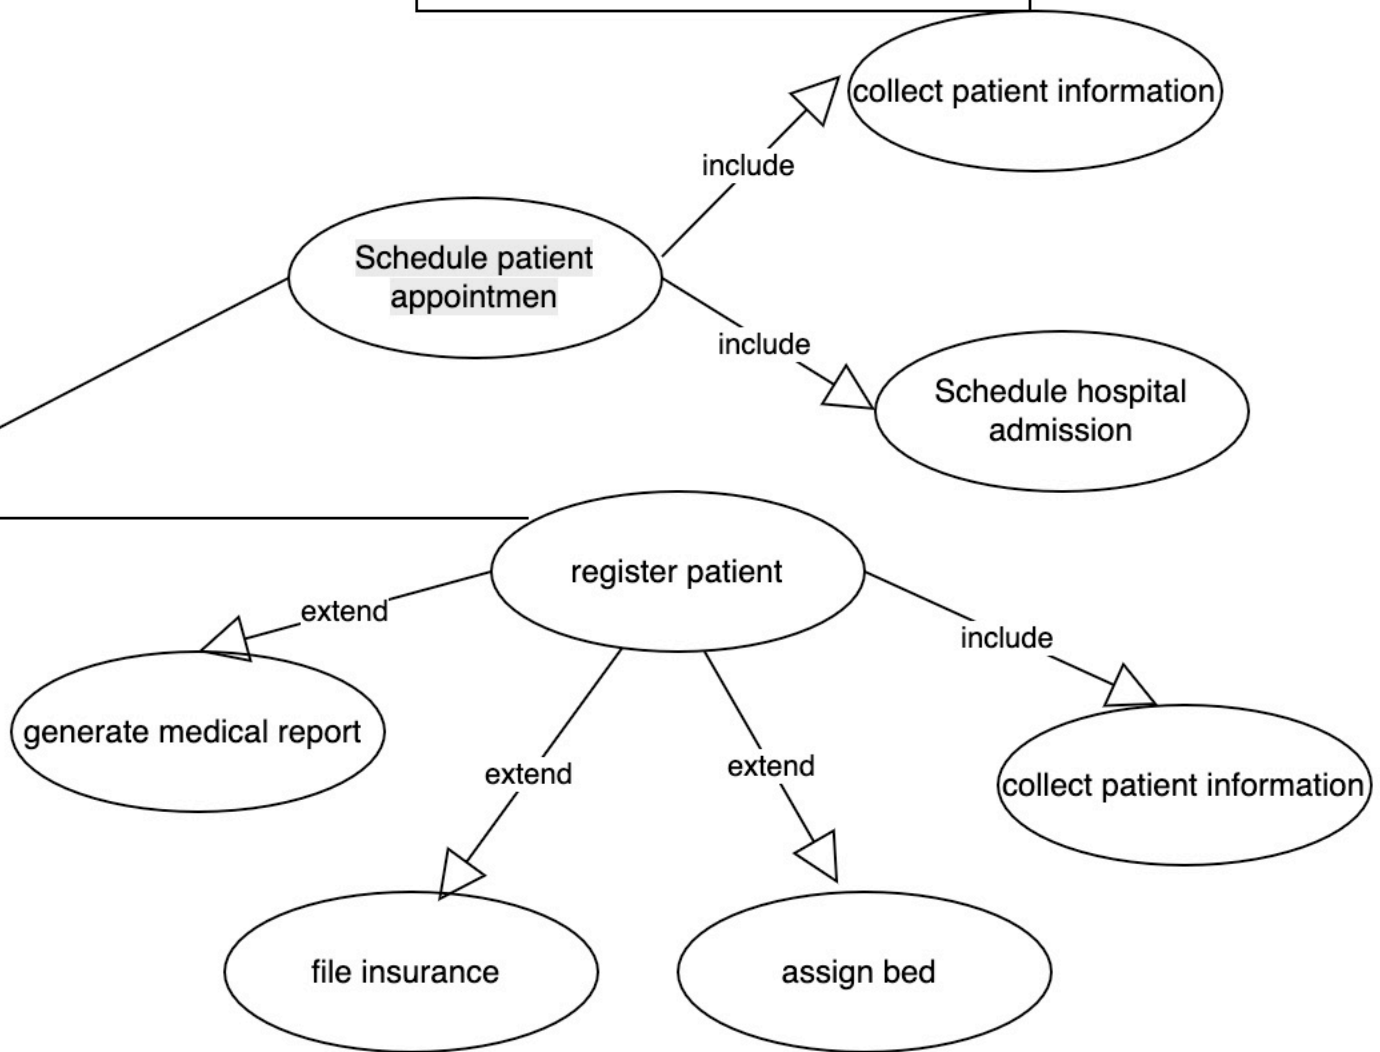 collect patient information
include
Schedule patient
appointmen
include
Schedule hospital
admission
register patient
extend
include
generate medical report
extend
extend
collect patient information
file insurance
assign bed